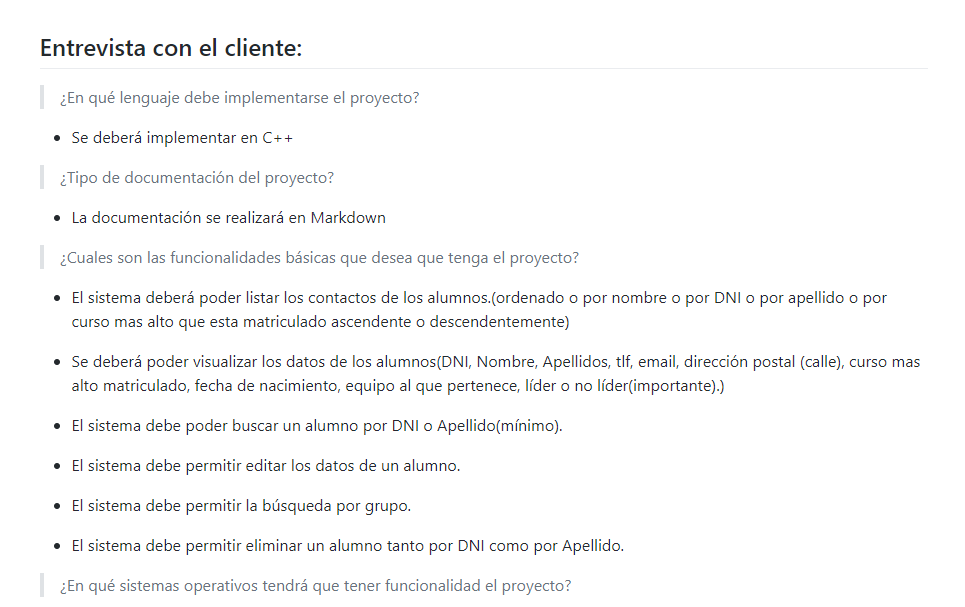 Entrevista con el cliente:
¿En qué lenguaje debe implementarse el proyecto?
Se deberá implementar en C++
¿Tipo de documentación del proyecto?
La documentación se realizará en Markdown
¿Cuales son las funcionalidades básicas que desea que tenga el proyecto?
El sistema deberá poder listar los contactos de los alumnos.(ordenado o por nombre o por DNI o por apellido o por
curso mas alto que esta matriculado ascendente o descendentemente)
Se deberá poder visualizar los datos de los alumnos(DNI, Nombre, Apellidos, tlf, email, dirección postal (calle), curso mas
alto matriculado, fecha de nacimiento, equipo al que pertenece, líder o no líder(importante).)
El sistema debe poder buscar un alumno por DNI o Apellido(mínimo).
El sistema debe permitir editar los datos de un alumno.
El sistema debe permitir la búsqueda por grupo.
El sistema debe permitir eliminar un alumno tanto por DNI como por Apellido.
¿En qué sistemas operativos tendrá que tener funcionalidad el proyecto?